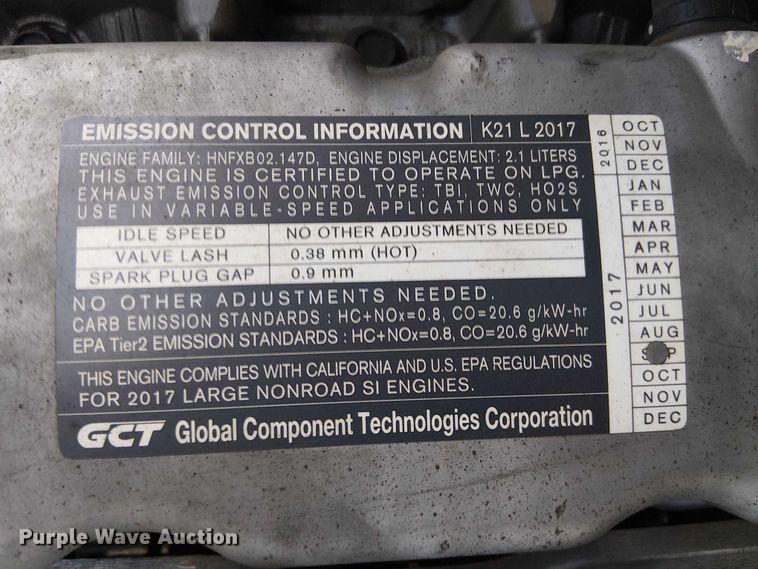 EMISSION CONTROL INFORMATION K21 L 2017
ENGINE FAMILY: HNFXB02.147D, ENGINE DISPLACEMENT: 2.1 LITERS
THIS ENGINE IS CERTIFIED TO OPERATE ON LPG.
EXHAUST EMISSION CONTROL TYPE: TBI, TWC, HO2S
USE IN VARIABLE-SPEED APPLICATIONS ONLY
IDLE SPEED NO OTHER ADJUSTMENTS NEEDED
VALVE LASH 0.38 mm (HOT)
SPARK PLUG GAP 0.9 mm
NO OTHER ADJUSTMENTS NEEDED.
CARB EMISSION STANDARDS : HC+NOx=0.8, CO=20.6 g/kW-hr
EPA Tier2 EMISSION STANDARDS : HC+NOx=0.8, CO=20.6 g/kW-hr
THIS ENGINE COMPLIES WITH CALIFORNIA AND U.S. EPA REGULATIONS
FOR 2017 LARGE NONROAD SI ENGINES.
GCT Global Component Technologies Corporation
2016
OCT
NOV
DEC
2017
JAN
FEB
MAR
APR
MAY
JUN
JUL
AUG
SEP
OCT
NOV
DEC
Purple Wave Auction